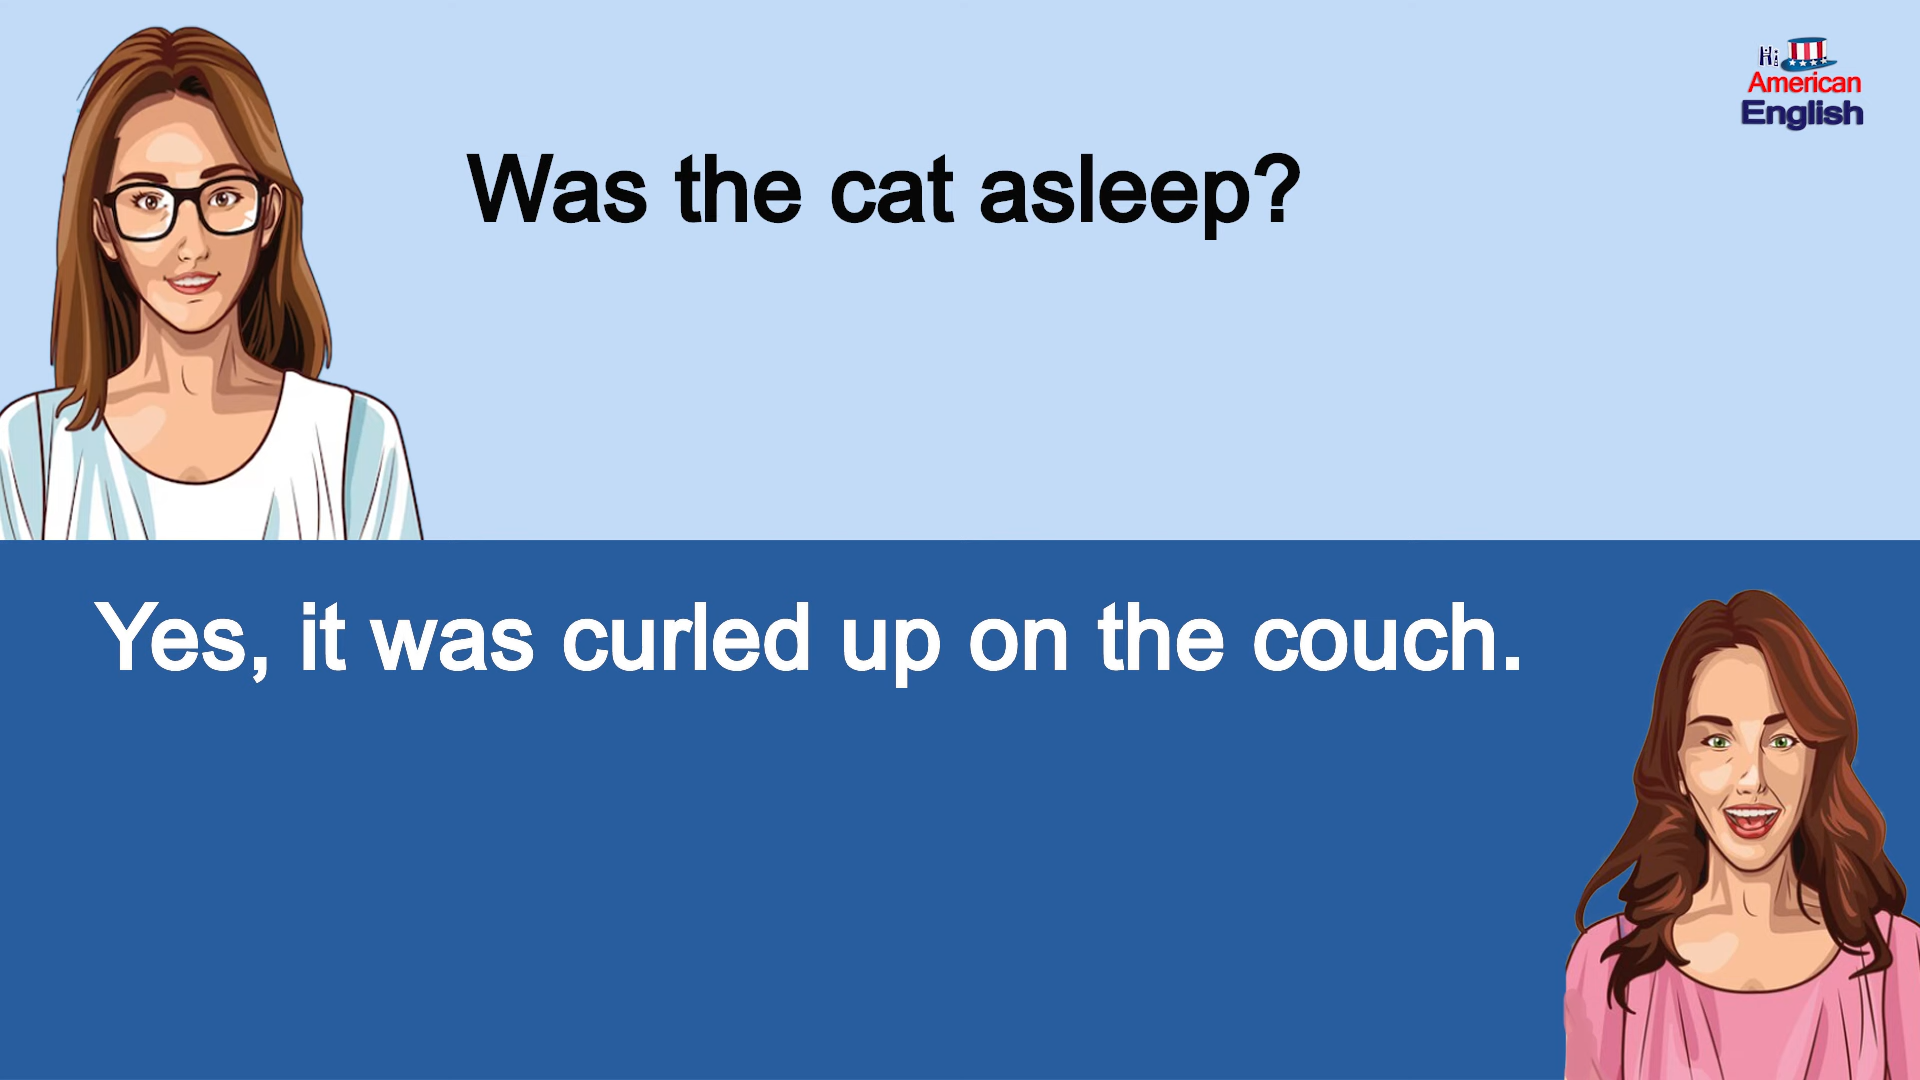 Hi
American
English
Was the cat asleep?
Yes, it was curled up on the couch.